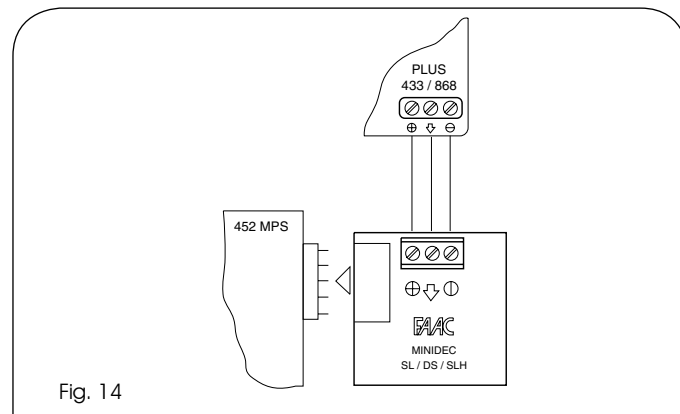 PLUS
433 / 868
452 MPS
FAAC
MINIDEC
SL / DS / SLH
Fig. 14